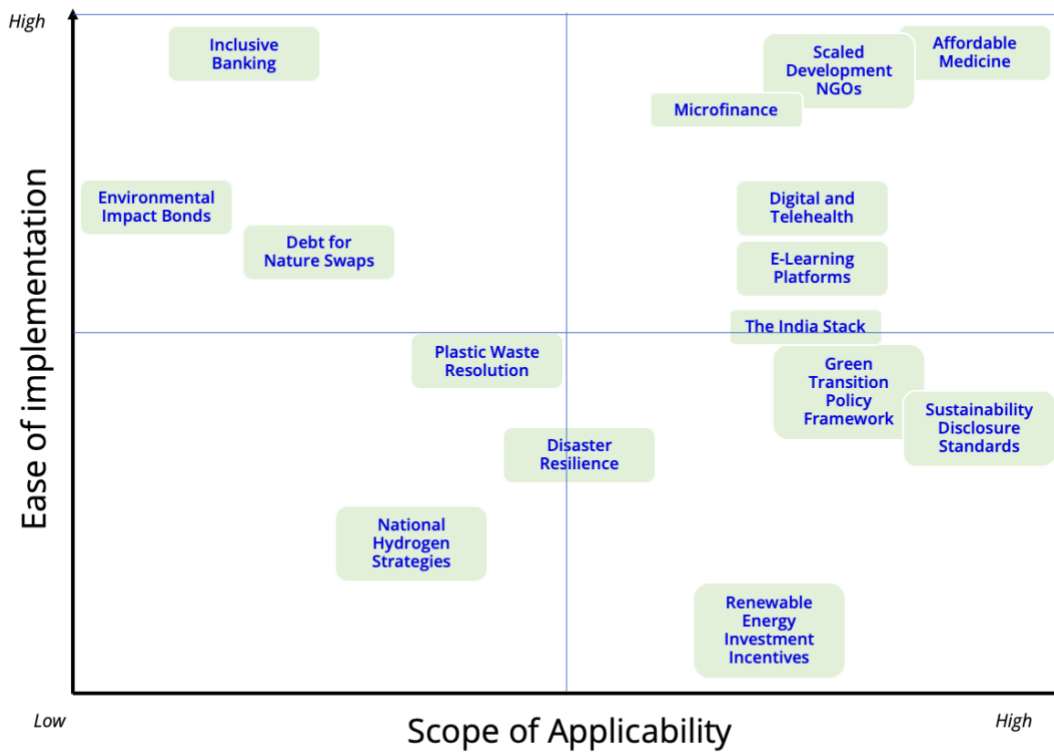 High
Inclusive
Banking
Scaled
Development
NGOs
Affordable
Medicine
Microfinance
Environmental
Impact Bonds
Digital and
Telehealth
Debt for
Nature Swaps
E-Learning
Platforms
The India Stack
Plastic Waste
Resolution
Green
Transition
Policy
Framework
Sustainability
Disclosure
Standards
Disaster
Resilience
National
Hydrogen
Strategies
Renewable
Energy
Investment
Incentives
Ease of implementation
Low
Scope of Applicability
High